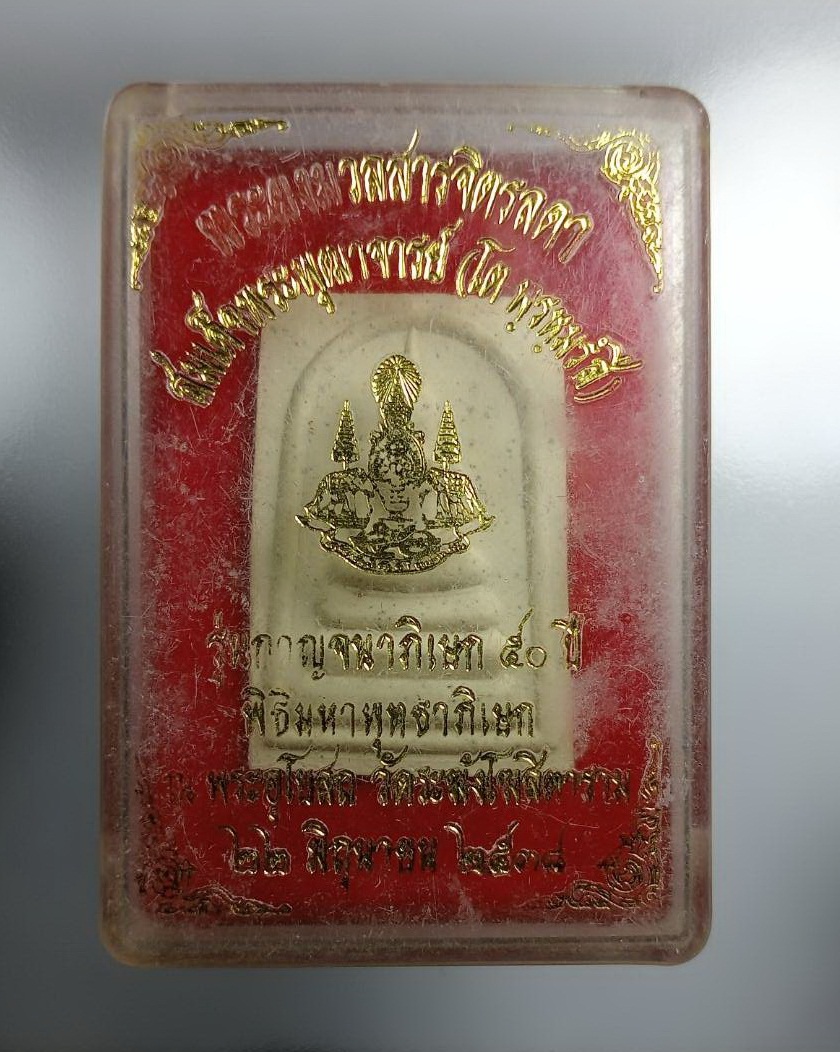 พระผงมวลสารจิตรลดา
สมเด็จพระพุฒาจารย์ (โต พฺรหฺมรํสี)
รุ่นกาญจนาภิเษก ๕๐ ปี
พิธีมหาพุทธาภิเษก
ณ พระอุโบสถ วัดระฆังโฆสิตาราม
๒๒ มิถุนายน ๒๕๓๘